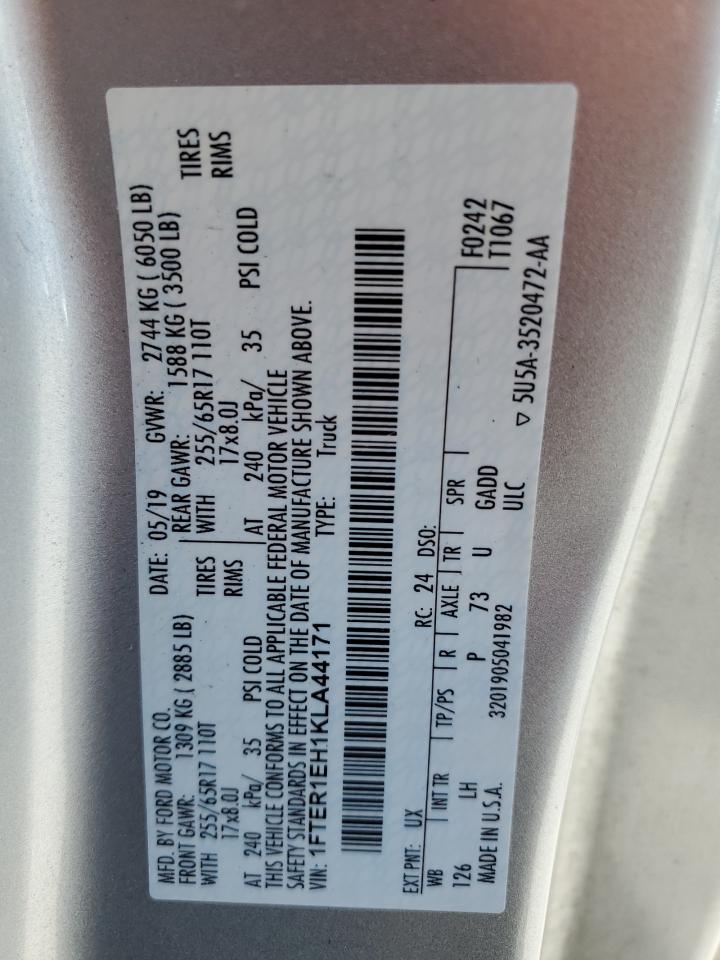 MFD. BY FORD MOTOR CO. DATE: 05/19 GVWR: 2744 KG ( 6050 LB)
FRONT GAWR: 1309 KG ( 2885 LB) REAR GAWR: 1588 KG ( 3500 LB)
WITH 255/65R17 110T TIRES WITH 255/65R17 110T TIRES
17x8.0J RIMS 17x8.0J RIMS
AT 240 kPa/ 35 PSI COLD AT 240 kPa/ 35 PSI COLD
THIS VEHICLE CONFORMS TO ALL APPLICABLE FEDERAL MOTOR VEHICLE
SAFETY STANDARDS IN EFFECT ON THE DATE OF MANUFACTURE SHOWN ABOVE.
VIN: 1FTER1EH1KLA44171 TYPE: Truck
EXT PNT: UX RC: 24 DSO: F0242
WB INT TR TP/PS R AXLE TR SPR T1067
126 LH P 73 U GADD
MADE IN U.S.A. 3201905041982 ULC
▽ 5U5A-3520472-AA